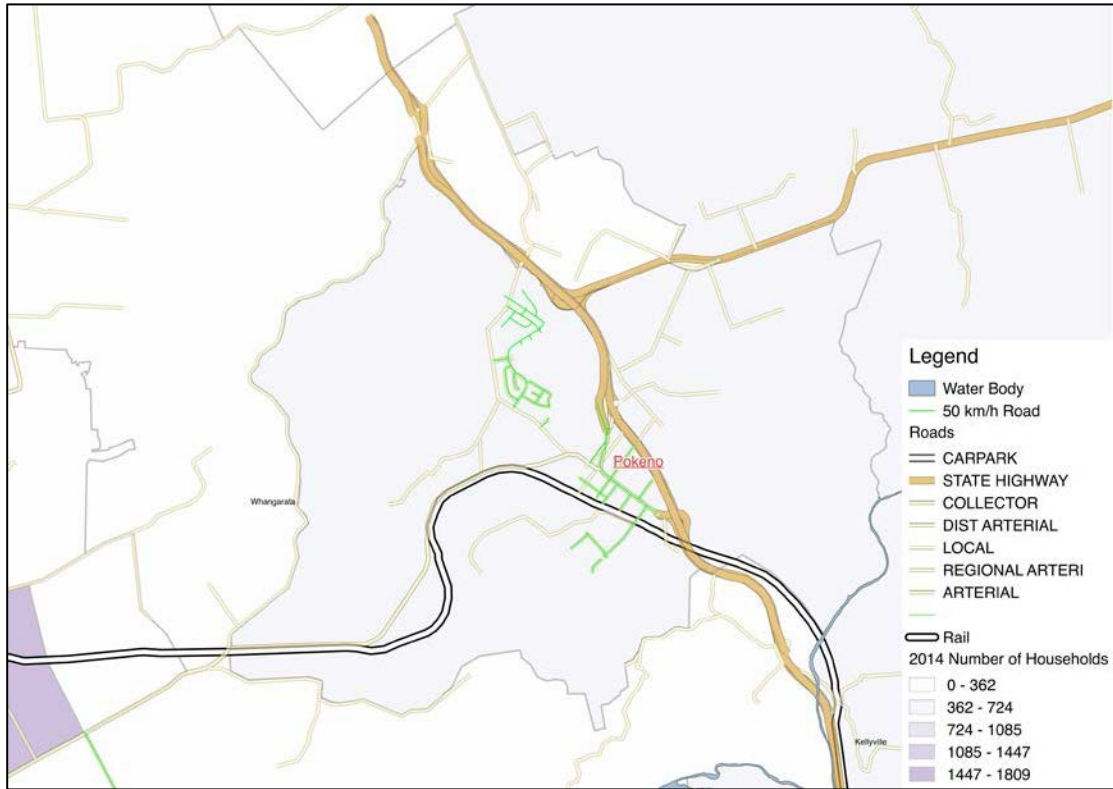 Pokeno
Whangarata
Kellyville
Legend
Water Body
50 km/h Road
Roads
CARPARK
STATE HIGHWAY
COLLECTOR
DIST ARTERIAL
LOCAL
REGIONAL ARTERI
ARTERIAL
Rail
2014 Number of Households
0 - 362
362 - 724
724 - 1085
1085 - 1447
1447 - 1809